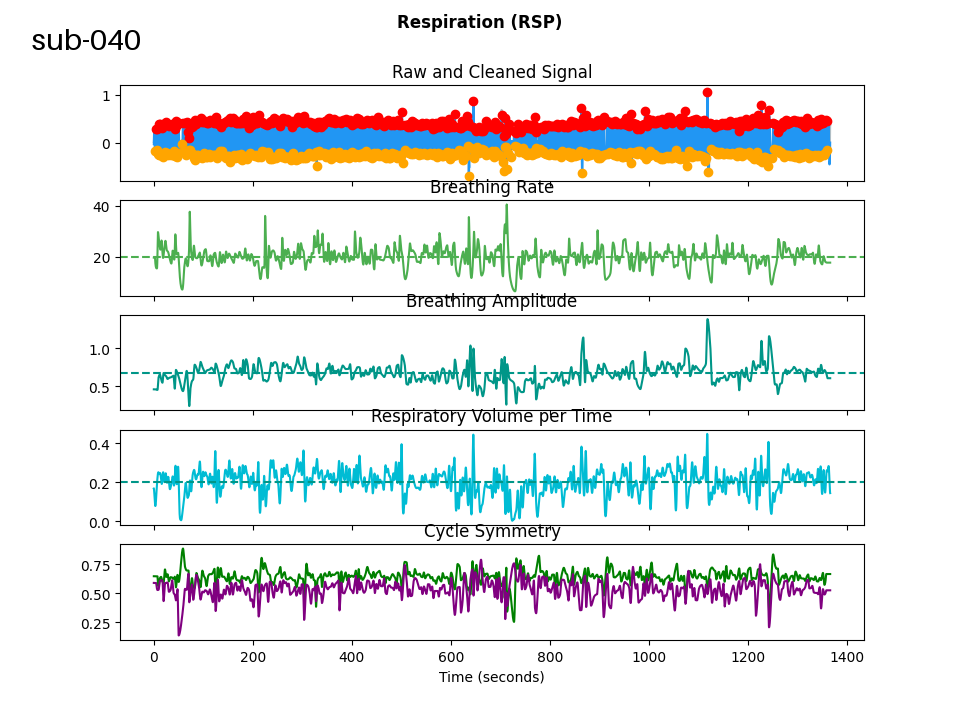 Respiration (RSP)
sub-040
Raw and Cleaned Signal
1
0
Breathing Rate
40
20
Breathing Amplitude
1.0
0.5
Respiratory Volume per Time
0.4
0.2
0.0
Cycle Symmetry
0.75
0.50
0.25
0 200 400 600 800 1000 1200 1400
Time (seconds)